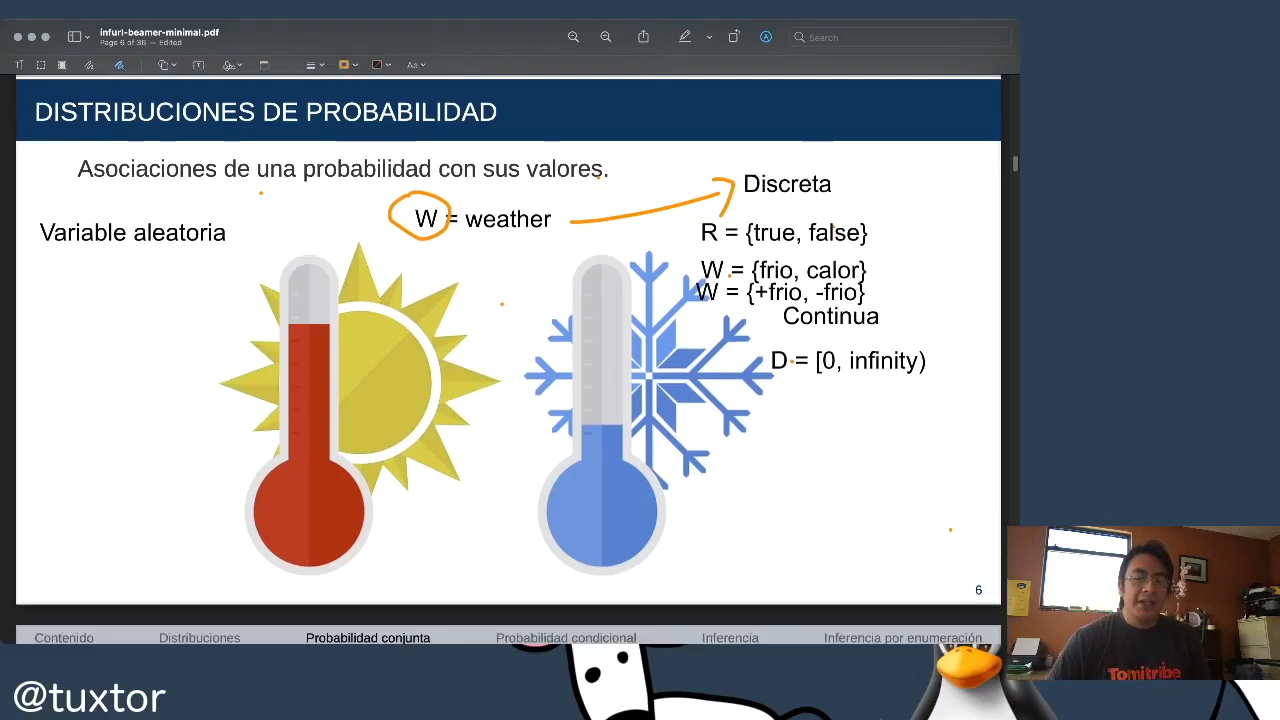 infurl-beamer-minimal.pdf
Page 6 of 36 — Edited
Search
Aa
DISTRIBUCIONES DE PROBABILIDAD
Asociaciones de una probabilidad con sus valores.
Discreta
W = weather
Variable aleatoria
R = {true, false}
W = {frio, calor}
W = {+frio, -frio}
Continua
D = [0, infinity)
6
Contenido Distribuciones Probabilidad conjunta Probabilidad condicional Inferencia Inferencia por enumeración
Tomitribe
@tuxtor